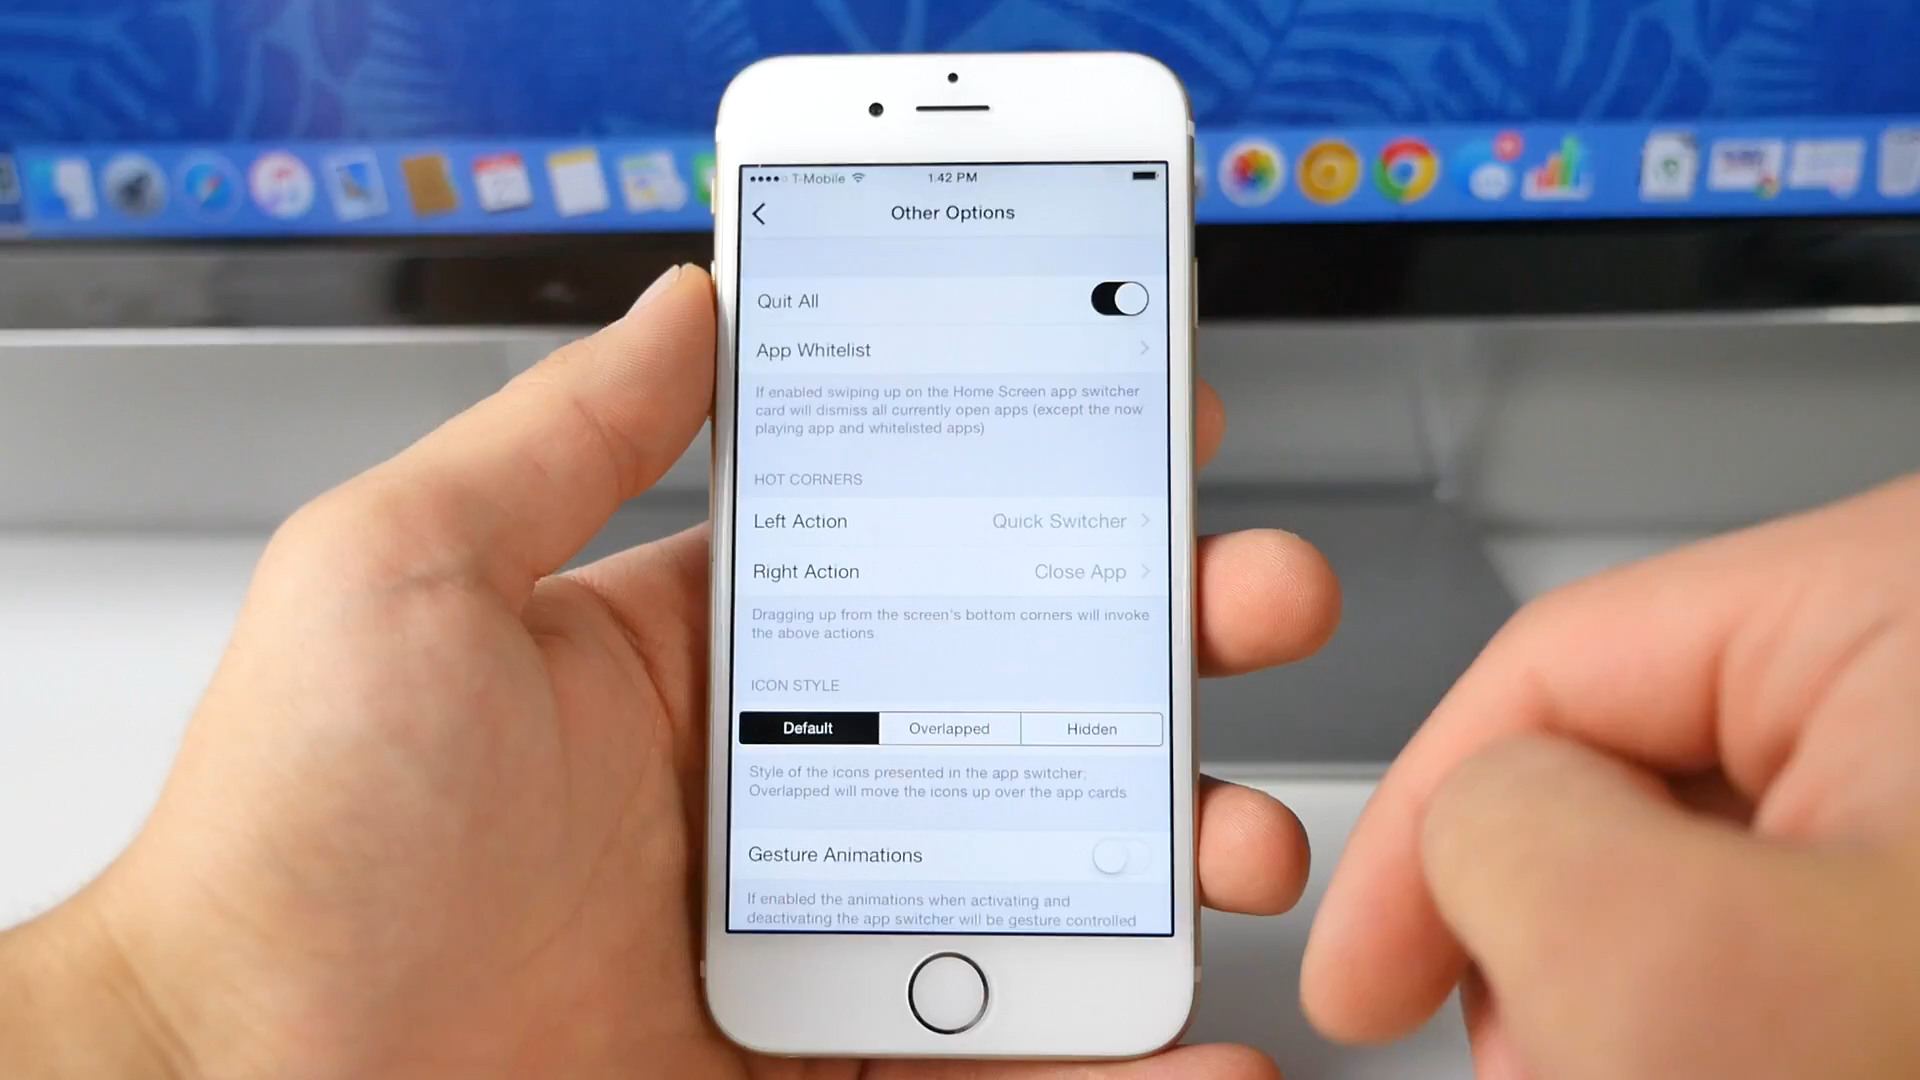 T-Mobile
1:42 PM
Other Options
Quit All
App Whitelist
If enabled swiping up on the Home Screen app switcher
card will dismiss all currently open apps (except the now
playing app and whitelisted apps)
HOT CORNERS
Left Action Quick Switcher
Right Action Close App
Dragging up from the screen's bottom corners will invoke
the above actions
ICON STYLE
Default Overlapped Hidden
Style of the icons presented in the app switcher;
Overlapped will move the icons up over the app cards
Gesture Animations
If enabled the animations when activating and
deactivating the app switcher will be gesture controlled